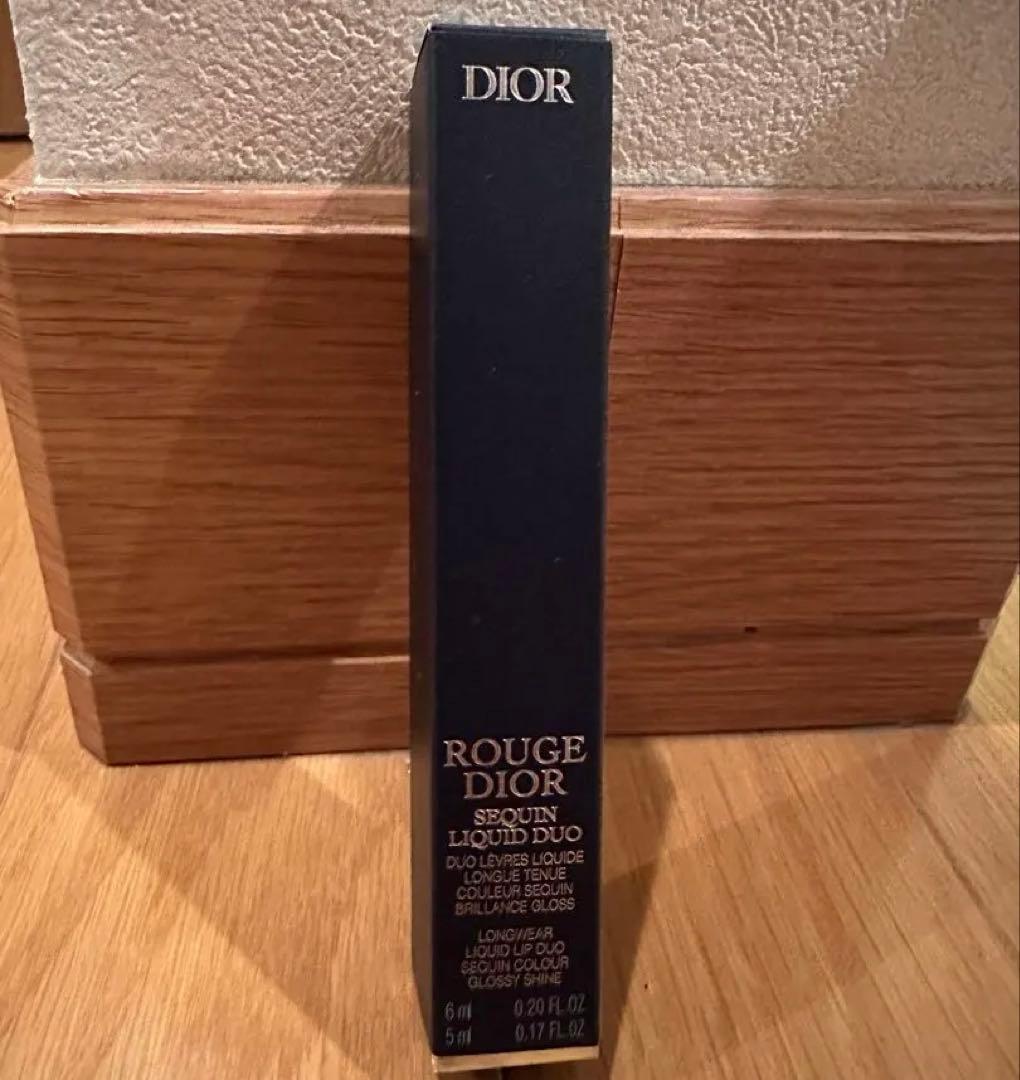 DIOR
ROUGE
DIOR
SEQUIN
LIQUID DUO
DUO LÈVRES LIQUIDE
LONGUE TENUE
COULEUR SEQUIN
BRILLANCE GLOSS
LONGWEAR
LIQUID LIP DUO
SEQUIN COLOUR
GLOSSY SHINE
6 ml 0.20 FL.OZ
5 ml 0.17 FL.OZ